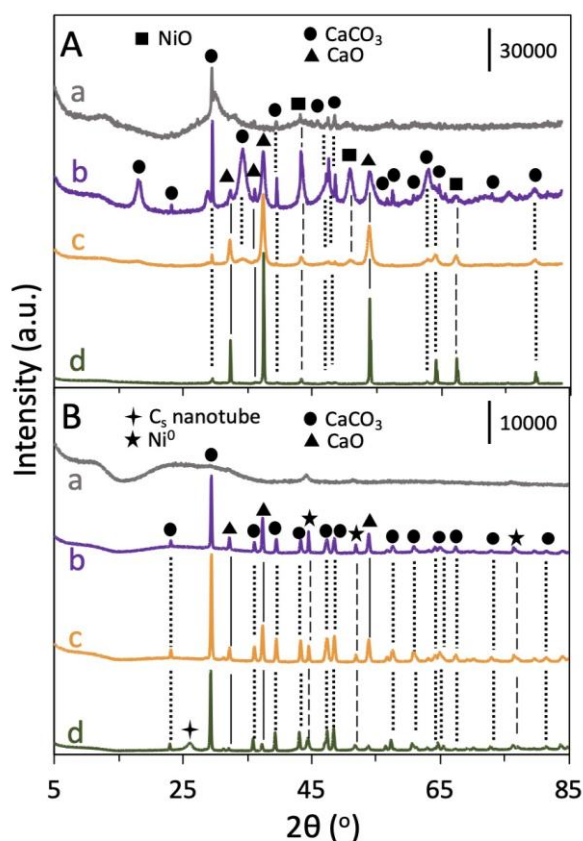 A
NiO
CaCO₃
CaO
30000
a
b
c
d
B
Cₛ nanotube
Ni⁰
CaCO₃
CaO
10000
a
b
c
d
Intensity (a.u.)
5 25 45 65 85
2θ (°)